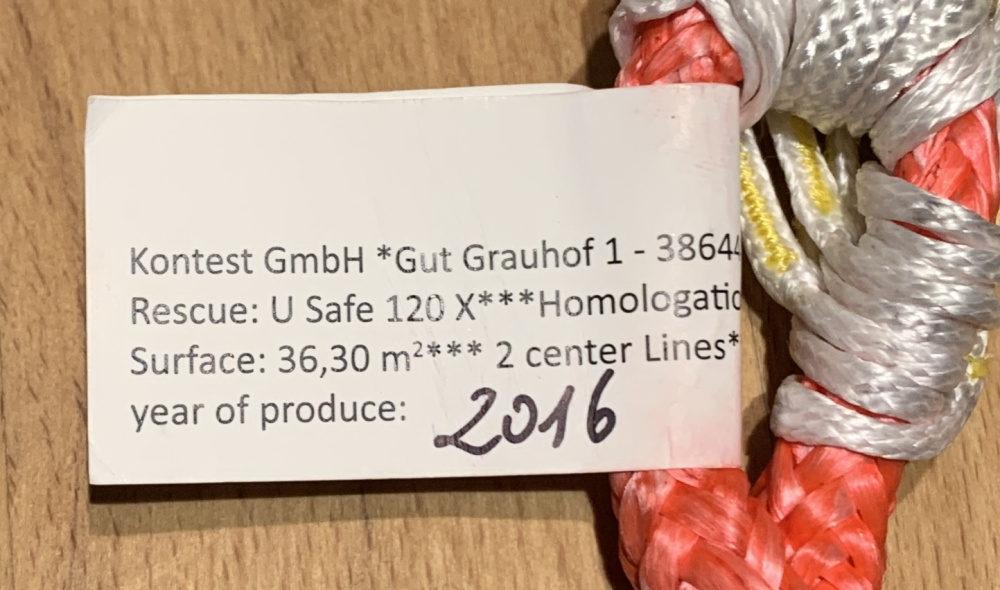 Kontest GmbH *Gut Grauhof 1 - 38644
Rescue: U Safe 120 X***Homologatio
Surface: 36,30 m²*** 2 center Lines*
year of produce: 2016